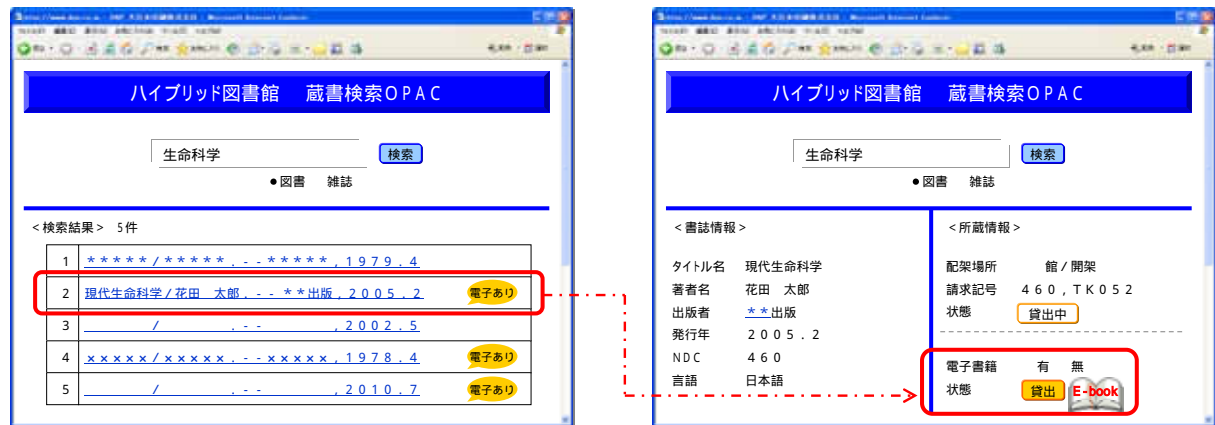 ハイブリッド図書館 蔵書検索OPAC
生命科学 検索
●図書 雑誌
<検索結果> 5件
1 *****/*****.--*****,1979.4
2 現代生命科学/花田 太郎.--**出版,2005.2 電子あり
3 / .-- ,2002.5
4 ×××××/×××××.--×××××,1978.4 電子あり
5 / .-- ,2010.7 電子あり
ハイブリッド図書館 蔵書検索OPAC
生命科学 検索
●図書 雑誌
<書誌情報>
タイトル名 現代生命科学
著者名 花田 太郎
出版者 **出版
発行年 2005.2
NDC 460
言語 日本語
<所蔵情報>
配架場所 館/開架
請求記号 460,TK052
状態 貸出中
電子書籍 有 無
状態 貸出 E-book